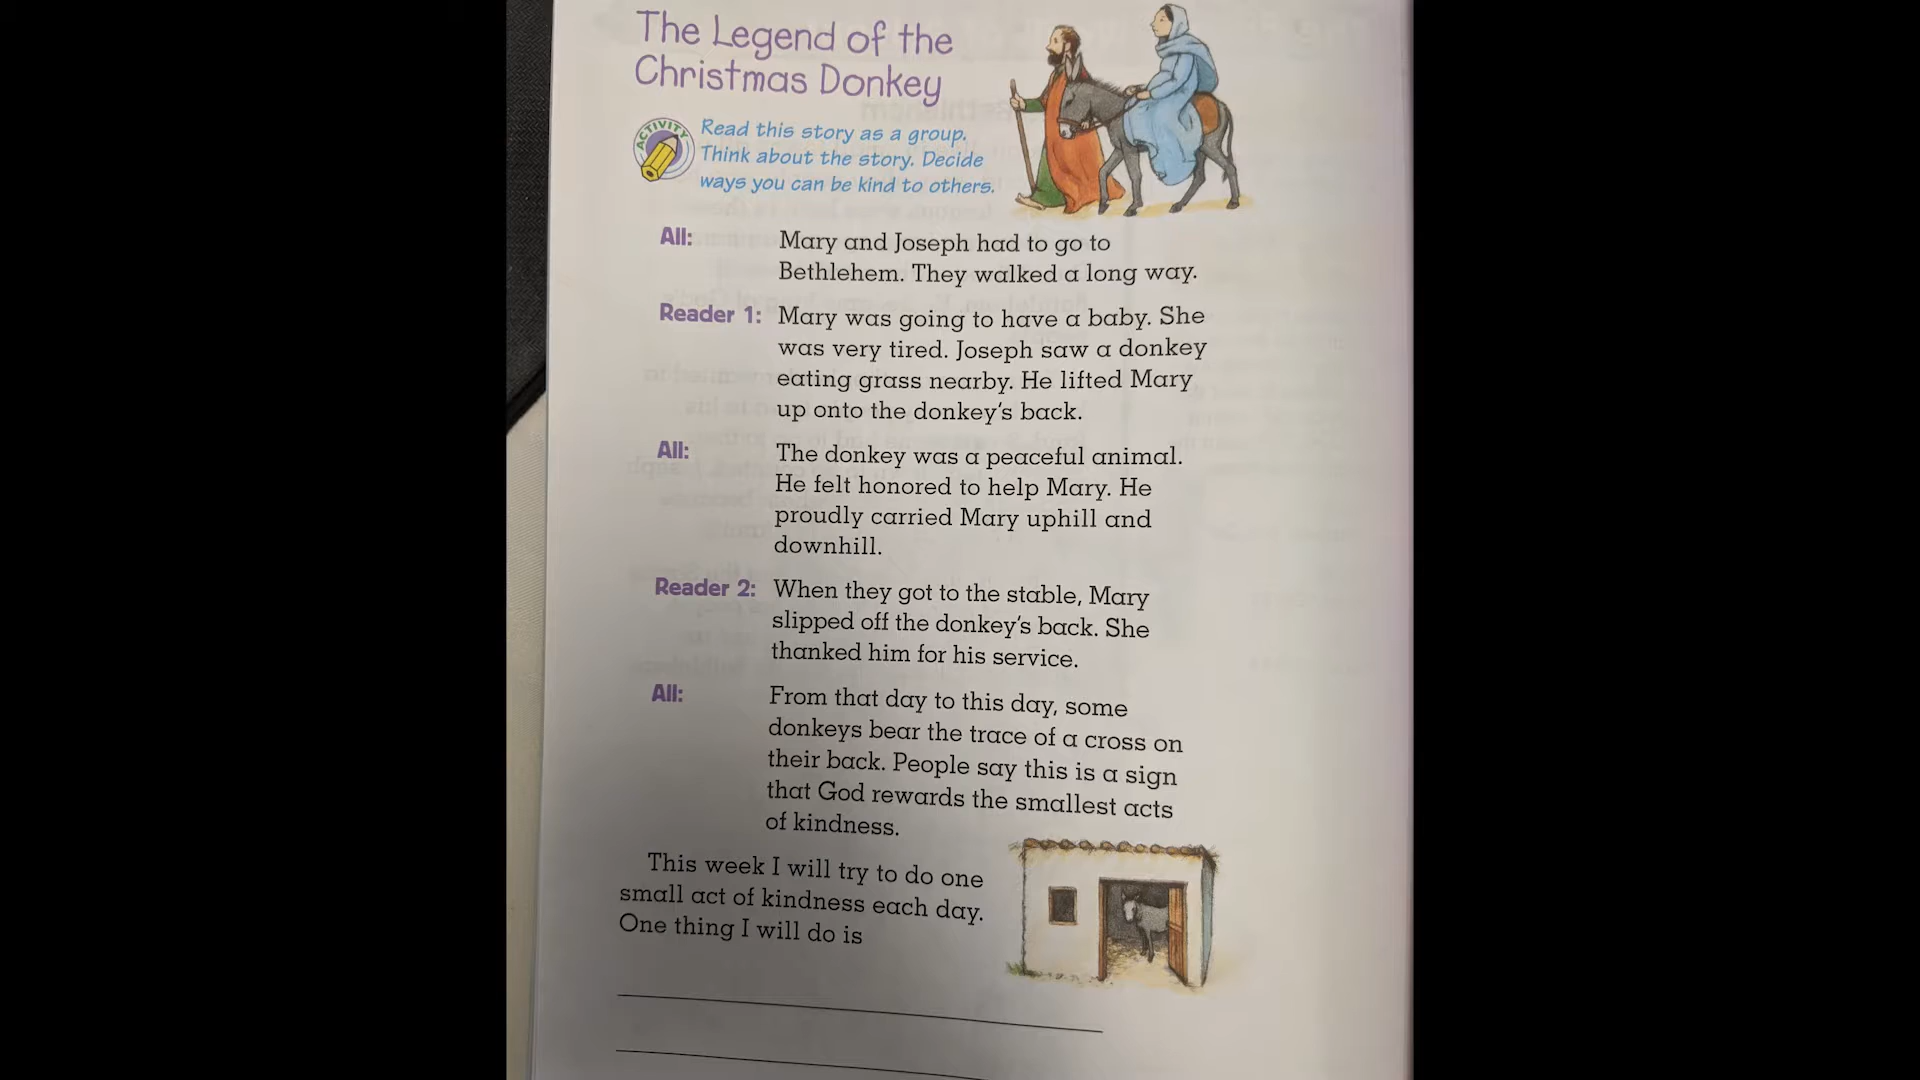 The Legend of the
Christmas Donkey
ACTIVITY
Read this story as a group.
Think about the story. Decide
ways you can be kind to others.
All: Mary and Joseph had to go to
Bethlehem. They walked a long way.
Reader 1: Mary was going to have a baby. She
was very tired. Joseph saw a donkey
eating grass nearby. He lifted Mary
up onto the donkey's back.
All: The donkey was a peaceful animal.
He felt honored to help Mary. He
proudly carried Mary uphill and
downhill.
Reader 2: When they got to the stable, Mary
slipped off the donkey's back. She
thanked him for his service.
All: From that day to this day, some
donkeys bear the trace of a cross on
their back. People say this is a sign
that God rewards the smallest acts
of kindness.
This week I will try to do one
small act of kindness each day.
One thing I will do is